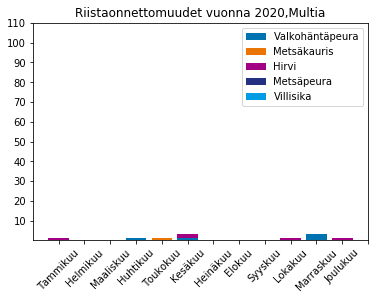 Riistaonnettomuudet vuonna 2020,Multia
110
100
90
80
70
60
50
40
30
20
10
Valkohäntäpeura
Metsäkauris
Hirvi
Metsäpeura
Villisika
Tammikuu
Helmikuu
Maaliskuu
Huhtikuu
Toukokuu
Kesäkuu
Heinäkuu
Elokuu
Syyskuu
Lokakuu
Marraskuu
Joulukuu